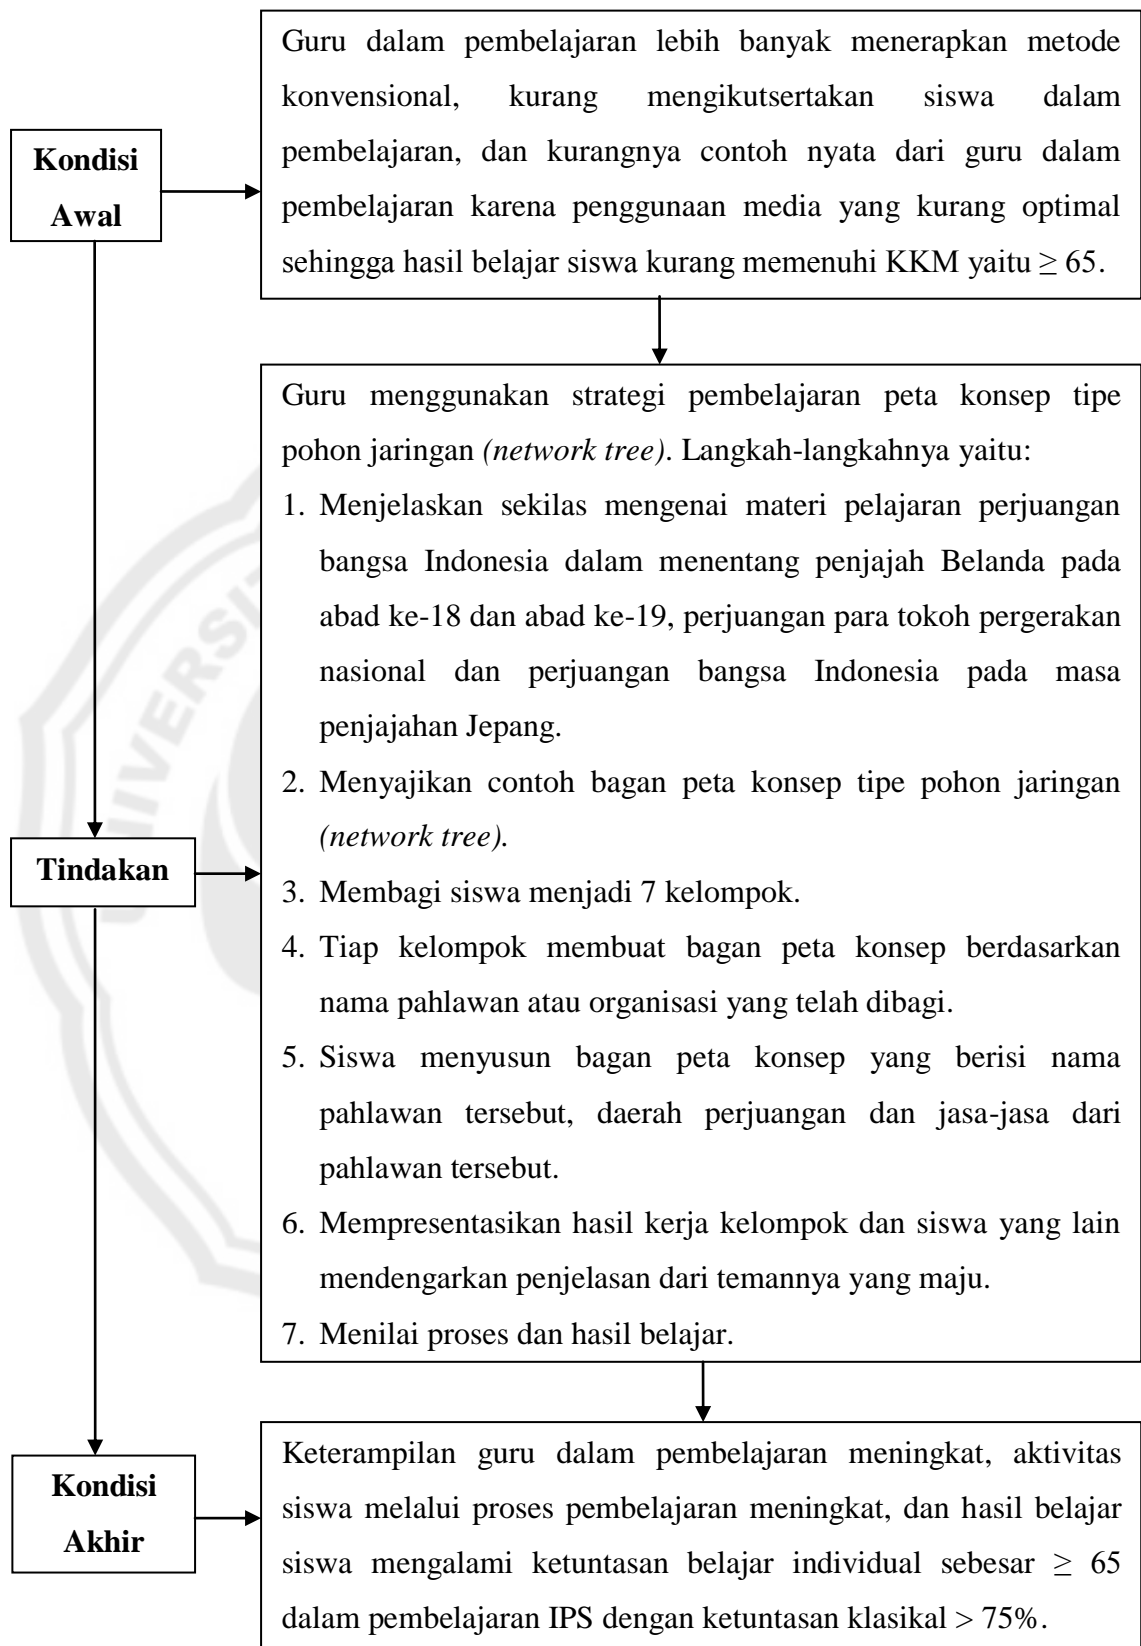 Guru dalam pembelajaran lebih banyak menerapkan metode
konvensional, kurang mengikutsertakan siswa dalam
pembelajaran, dan kurangnya contoh nyata dari guru dalam
pembelajaran karena penggunaan media yang kurang optimal
sehingga hasil belajar siswa kurang memenuhi KKM yaitu ≥ 65.
Kondisi
Awal
Guru menggunakan strategi pembelajaran peta konsep tipe
pohon jaringan (network tree). Langkah-langkahnya yaitu:
1. Menjelaskan sekilas mengenai materi pelajaran perjuangan
bangsa Indonesia dalam menentang penjajah Belanda pada
abad ke-18 dan abad ke-19, perjuangan para tokoh pergerakan
nasional dan perjuangan bangsa Indonesia pada masa
penjajahan Jepang.
2. Menyajikan contoh bagan peta konsep tipe pohon jaringan
(network tree).
Tindakan
3. Membagi siswa menjadi 7 kelompok.
4. Tiap kelompok membuat bagan peta konsep berdasarkan
nama pahlawan atau organisasi yang telah dibagi.
5. Siswa menyusun bagan peta konsep yang berisi nama
pahlawan tersebut, daerah perjuangan dan jasa-jasa dari
pahlawan tersebut.
6. Mempresentasikan hasil kerja kelompok dan siswa yang lain
mendengarkan penjelasan dari temannya yang maju.
7. Menilai proses dan hasil belajar.
Kondisi
Akhir
Keterampilan guru dalam pembelajaran meningkat, aktivitas
siswa melalui proses pembelajaran meningkat, dan hasil belajar
siswa mengalami ketuntasan belajar individual sebesar ≥ 65
dalam pembelajaran IPS dengan ketuntasan klasikal > 75%.